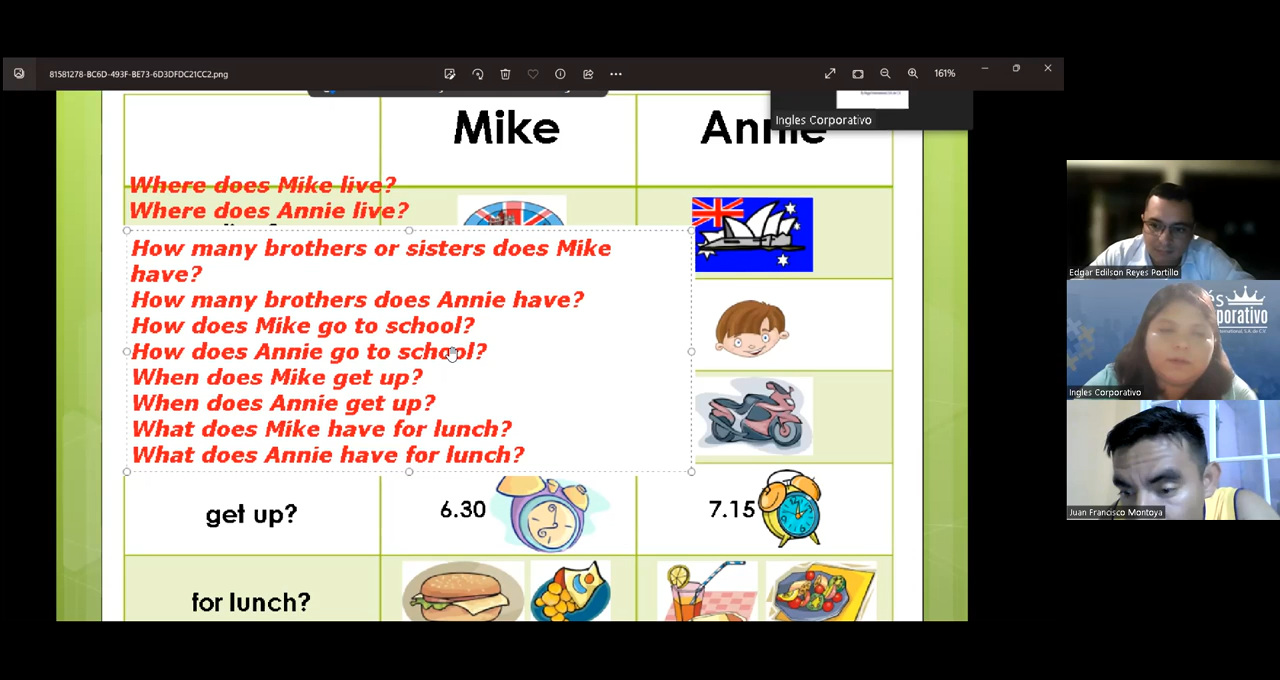 81581278-BC6D-493F-BE73-6D3DFDC21CC2.png
161%
Mike
Annie
Ingles Corporativo
Where does Mike live?
Where does Annie live?
How many brothers or sisters does Mike
have?
How many brothers does Annie have?
How does Mike go to school?
How does Annie go to school?
When does Mike get up?
When does Annie get up?
What does Mike have for lunch?
What does Annie have for lunch?
get up?
6.30
7.15
for lunch?
Edgar Edilson Reyes Portillo
Ingles Corporativo
Juan Francisco Montoya